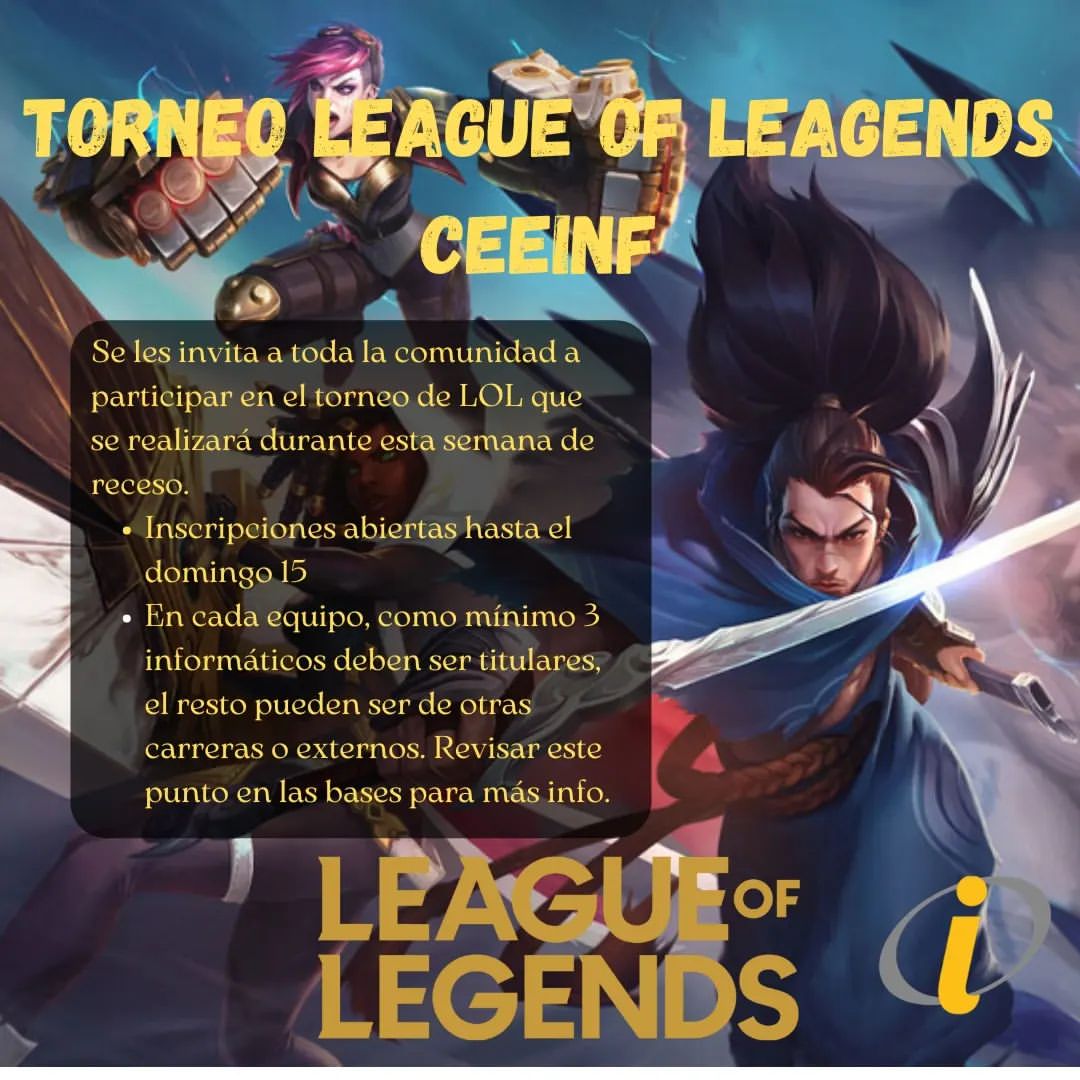 TORNEO LEAGUE OF LEAGENDS
CEEINF
Se les invita a toda la comunidad a
participar en el torneo de LOL que
se realizará durante esta semana de
receso.
• Inscripciones abiertas hasta el
domingo 15
• En cada equipo, como mínimo 3
informáticos deben ser titulares,
el resto pueden ser de otras
carreras o externos. Revisar este
punto en las bases para más info.
LEAGUE OF
LEGENDS
i